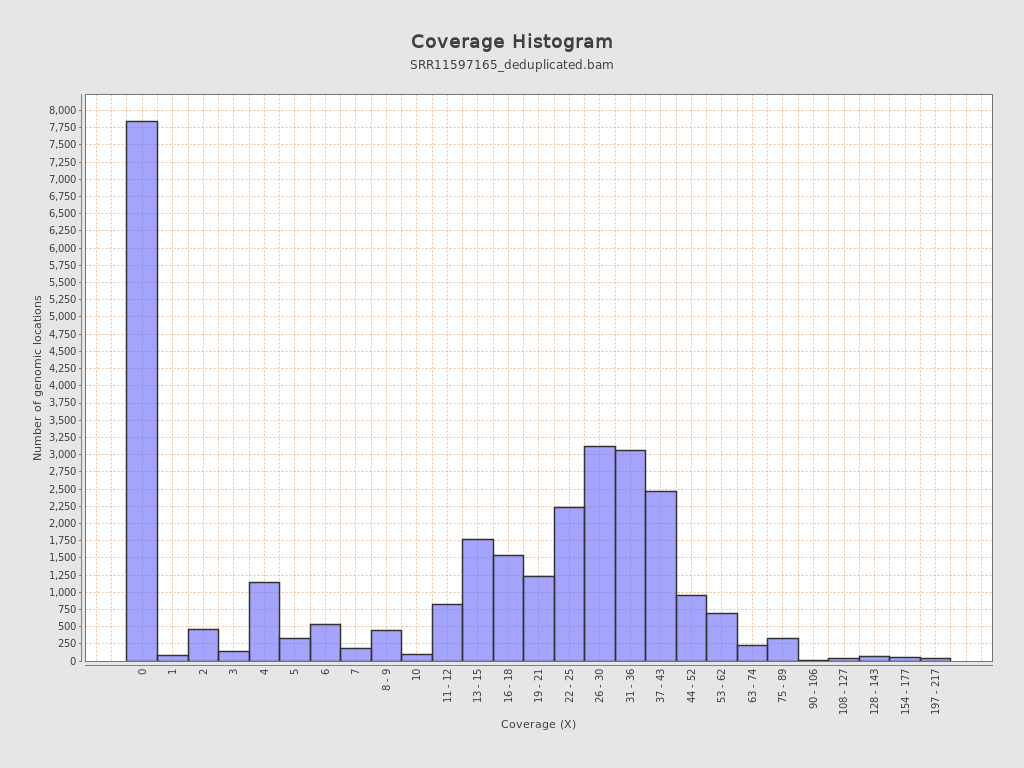 Coverage Histogram
SRR11597165_deduplicated.bam
Number of genomic locations
8,000
7,750
7,500
7,250
7,000
6,750
6,500
6,250
6,000
5,750
5,500
5,250
5,000
4,750
4,500
4,250
4,000
3,750
3,500
3,250
3,000
2,750
2,500
2,250
2,000
1,750
1,500
1,250
1,000
750
500
250
0
0
1
2
3
4
5
6
7
8 - 9
10
11 - 12
13 - 15
16 - 18
19 - 21
22 - 25
26 - 30
31 - 36
37 - 43
44 - 52
53 - 62
63 - 74
75 - 89
90 - 106
108 - 127
128 - 143
154 - 177
197 - 217
Coverage (X)